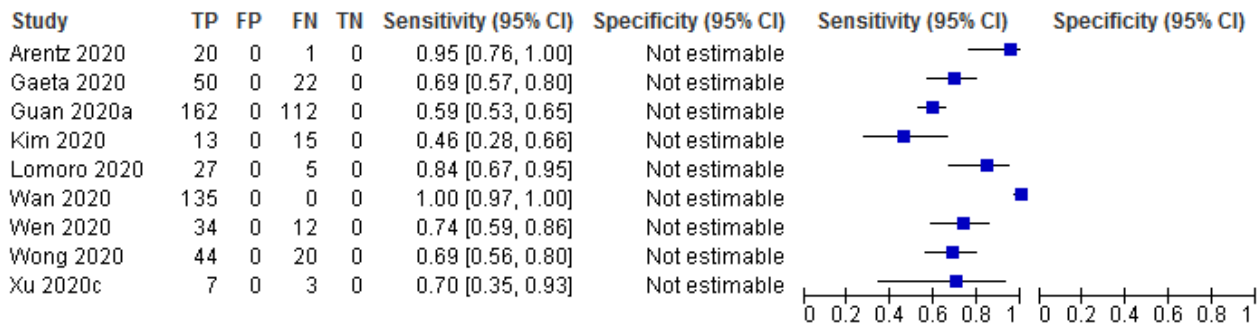 Study TP FP FN TN Sensitivity (95% CI) Specificity (95% CI) Sensitivity (95% CI) Specificity (95% CI)
Arentz 2020 20 0 1 0 0.95 [0.76, 1.00] Not estimable
Gaeta 2020 50 0 22 0 0.69 [0.57, 0.80] Not estimable
Guan 2020a 162 0 112 0 0.59 [0.53, 0.65] Not estimable
Kim 2020 13 0 15 0 0.46 [0.28, 0.66] Not estimable
Lomoro 2020 27 0 5 0 0.84 [0.67, 0.95] Not estimable
Wan 2020 135 0 0 0 1.00 [0.97, 1.00] Not estimable
Wen 2020 34 0 12 0 0.74 [0.59, 0.86] Not estimable
Wong 2020 44 0 20 0 0.69 [0.56, 0.80] Not estimable
Xu 2020c 7 0 3 0 0.70 [0.35, 0.93] Not estimable
0 0.2 0.4 0.6 0.8 1 0 0.2 0.4 0.6 0.8 1